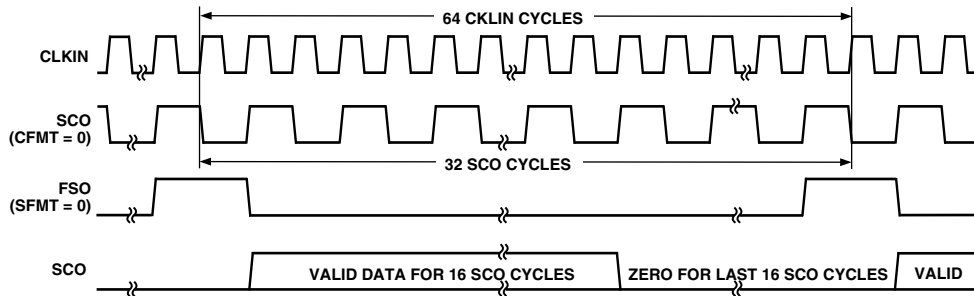 64 CKLIN CYCLES
CLKIN
SCO
(CFMT = 0)
32 SCO CYCLES
FSO
(SFMT = 0)
SCO
VALID DATA FOR 16 SCO CYCLES
ZERO FOR LAST 16 SCO CYCLES
VALID